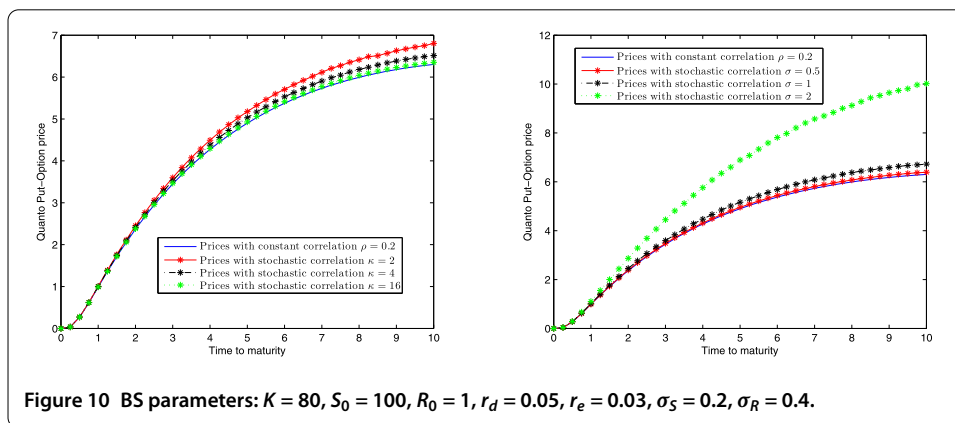 7
6
5
4
3
2
1
0
Quanto Put-Option price
Prices with constant correlation ρ = 0.2
Prices with stochastic correlation κ = 2
Prices with stochastic correlation κ = 4
Prices with stochastic correlation κ = 16
0 1 2 3 4 5 6 7 8 9 10
Time to maturity
12
10
8
6
4
2
0
Quanto Put-Option price
Prices with constant correlation ρ = 0.2
Prices with stochastic correlation σ = 0.5
Prices with stochastic correlation σ = 1
Prices with stochastic correlation σ = 2
0 1 2 3 4 5 6 7 8 9 10
Time to maturity
Figure 10 BS parameters: K = 80, S₀ = 100, R₀ = 1, r_d = 0.05, r_e = 0.03, σ_S = 0.2, σ_R = 0.4.